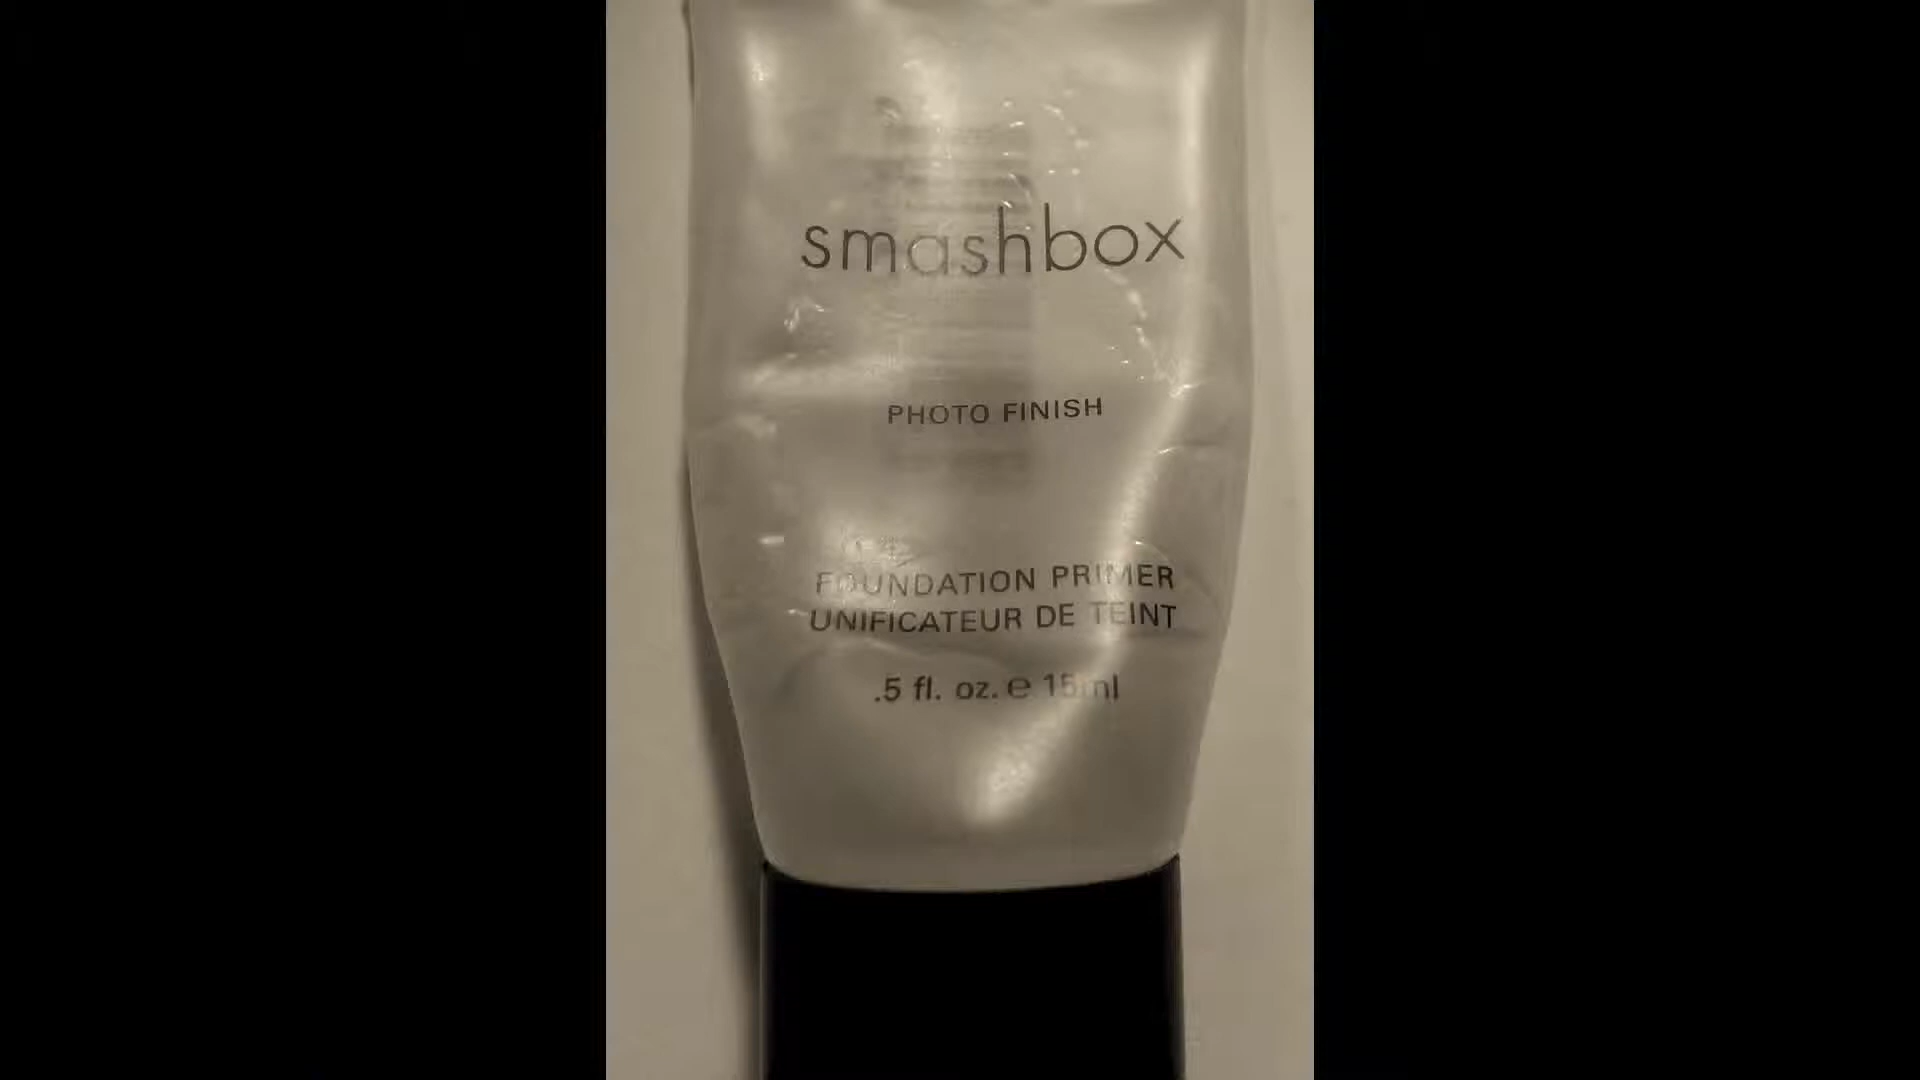 smashbox
PHOTO FINISH
FOUNDATION PRIMER
UNIFICATEUR DE TEINT
.5 fl. oz. e 15ml